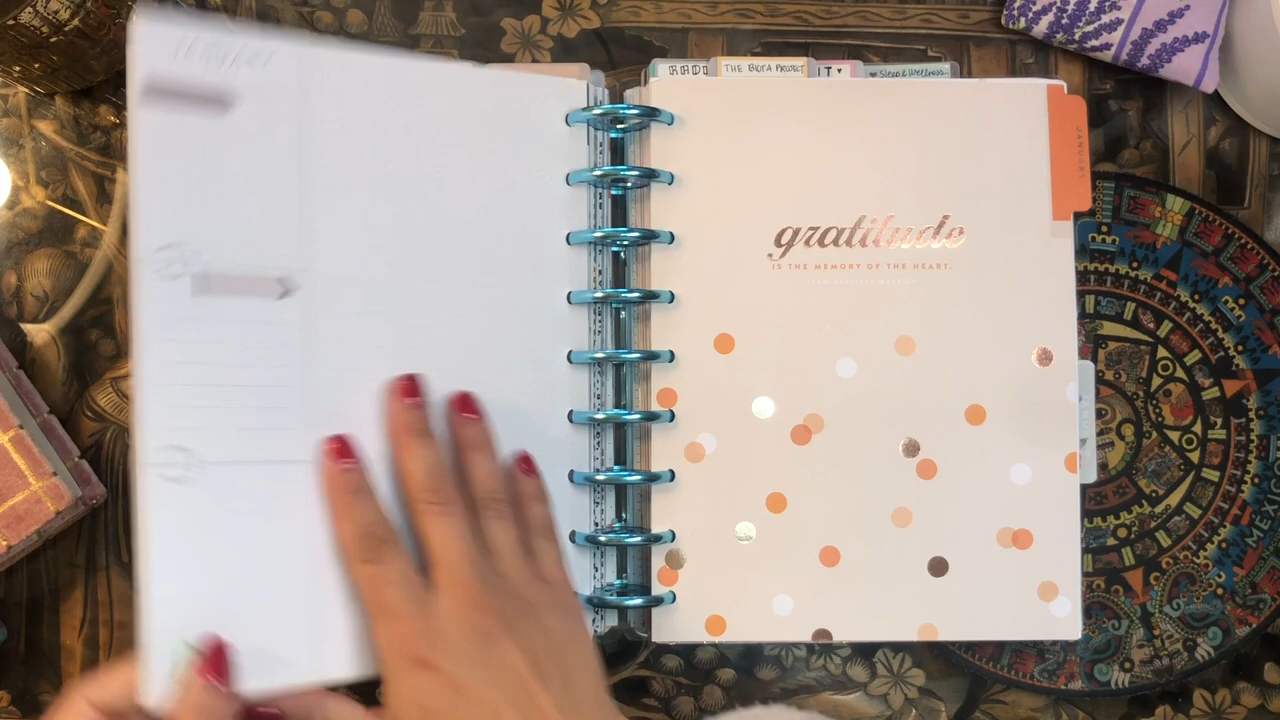 RADI
THE BIOTA PROJECT
IT ♥
♥ Sleep & Wellness
JANUARY
gratitude
IS THE MEMORY OF THE HEART.
MEXICO